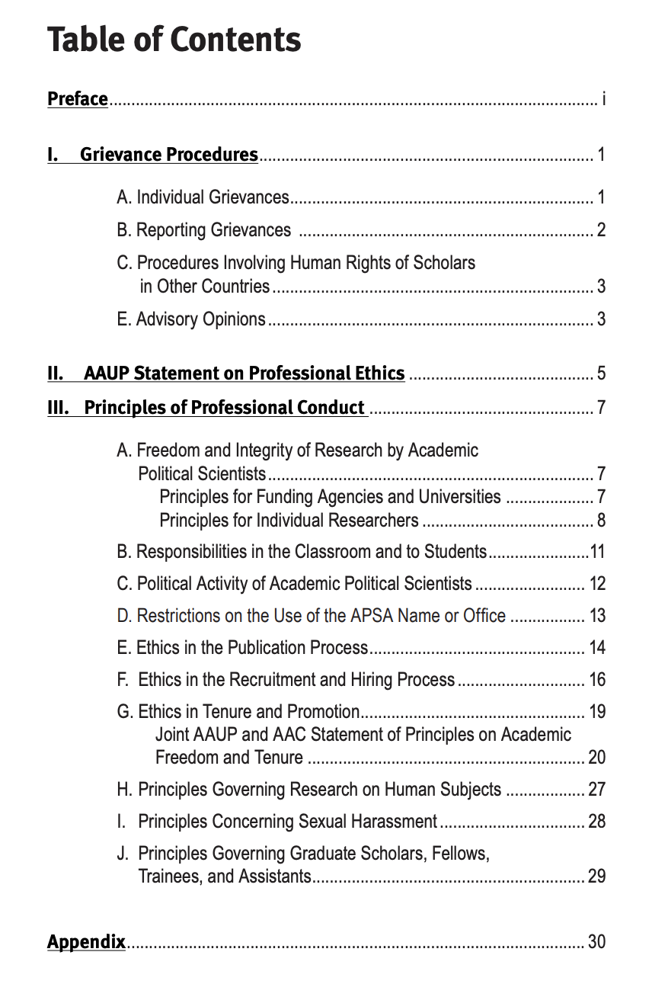 Table of Contents
Preface.............................................................................................................. i
I. Grievance Procedures........................................................................... 1
A. Individual Grievances..................................................................... 1
B. Reporting Grievances ................................................................... 2
C. Procedures Involving Human Rights of Scholars
in Other Countries......................................................................... 3
E. Advisory Opinions.......................................................................... 3
II. AAUP Statement on Professional Ethics .......................................... 5
III. Principles of Professional Conduct ................................................... 7
A. Freedom and Integrity of Research by Academic
Political Scientists.......................................................................... 7
Principles for Funding Agencies and Universities .................... 7
Principles for Individual Researchers ....................................... 8
B. Responsibilities in the Classroom and to Students.......................11
C. Political Activity of Academic Political Scientists ......................... 12
D. Restrictions on the Use of the APSA Name or Office ................. 13
E. Ethics in the Publication Process................................................. 14
F. Ethics in the Recruitment and Hiring Process............................. 16
G. Ethics in Tenure and Promotion................................................... 19
Joint AAUP and AAC Statement of Principles on Academic
Freedom and Tenure ............................................................... 20
H. Principles Governing Research on Human Subjects .................. 27
I. Principles Concerning Sexual Harassment................................. 28
J. Principles Governing Graduate Scholars, Fellows,
Trainees, and Assistants.............................................................. 29
Appendix........................................................................................................ 30